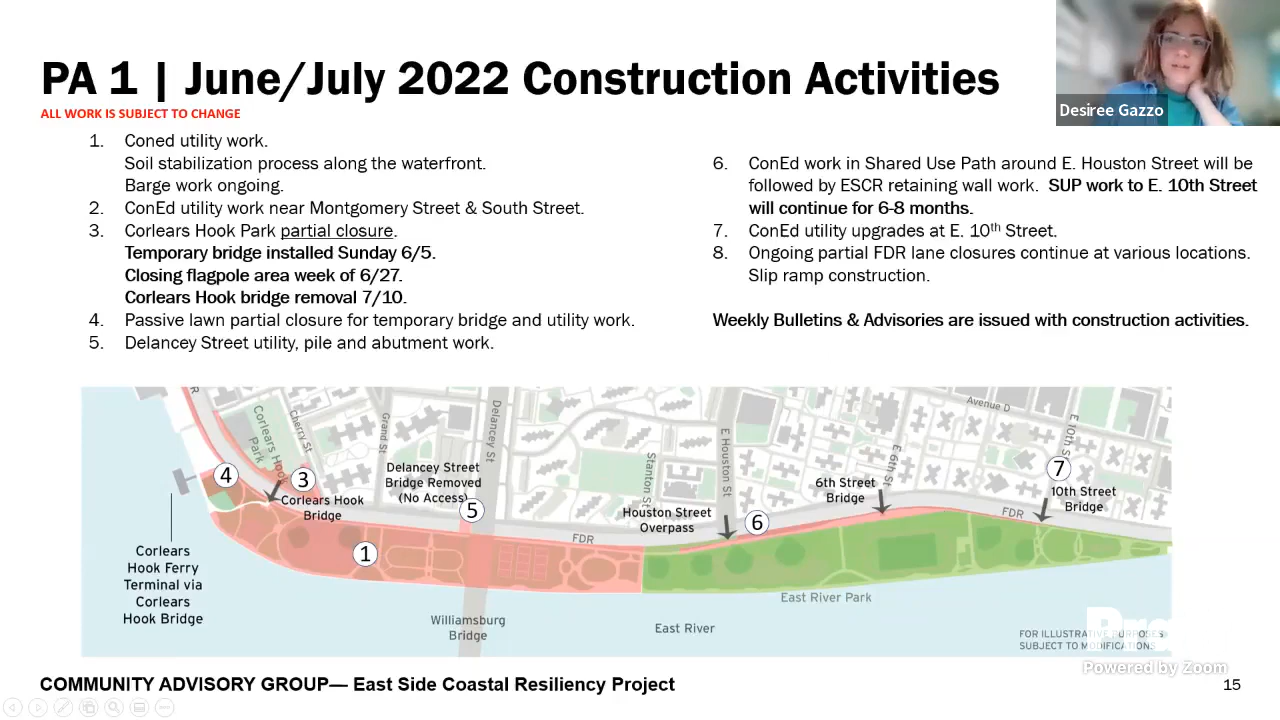 PA 1 | June/July 2022 Construction Activities
ALL WORK IS SUBJECT TO CHANGE
Desiree Gazzo
1. Coned utility work.
Soil stabilization process along the waterfront.
Barge work ongoing.
2. ConEd utility work near Montgomery Street & South Street.
3. Corlears Hook Park partial closure.
Temporary bridge installed Sunday 6/5.
Closing flagpole area week of 6/27.
Corlears Hook bridge removal 7/10.
4. Passive lawn partial closure for temporary bridge and utility work.
5. Delancey Street utility, pile and abutment work.
6. ConEd work in Shared Use Path around E. Houston Street will be
followed by ESCR retaining wall work. SUP work to E. 10th Street
will continue for 6-8 months.
7. ConEd utility upgrades at E. 10th Street.
8. Ongoing partial FDR lane closures continue at various locations.
Slip ramp construction.
Weekly Bulletins & Advisories are issued with construction activities.
Corlears Hook
Park
Corlears Hook
Cherry St
Grand St
Delancey St
Stanton St
E Houston St
E 6th St
Avenue D
E 10th St
4
3
Corlears Hook
Bridge
Delancey Street
Bridge Removed
(No Access)
5
Houston Street
Overpass
6
6th Street
Bridge
7
10th Street
Bridge
FDR
FDR
1
Corlears
Hook Ferry
Terminal via
Corlears
Hook Bridge
Williamsburg
Bridge
East River
East River Park
FOR ILLUSTRATIVE PURPOSES
SUBJECT TO MODIFICATIONS
Powered by Zoom
COMMUNITY ADVISORY GROUP— East Side Coastal Resiliency Project
15